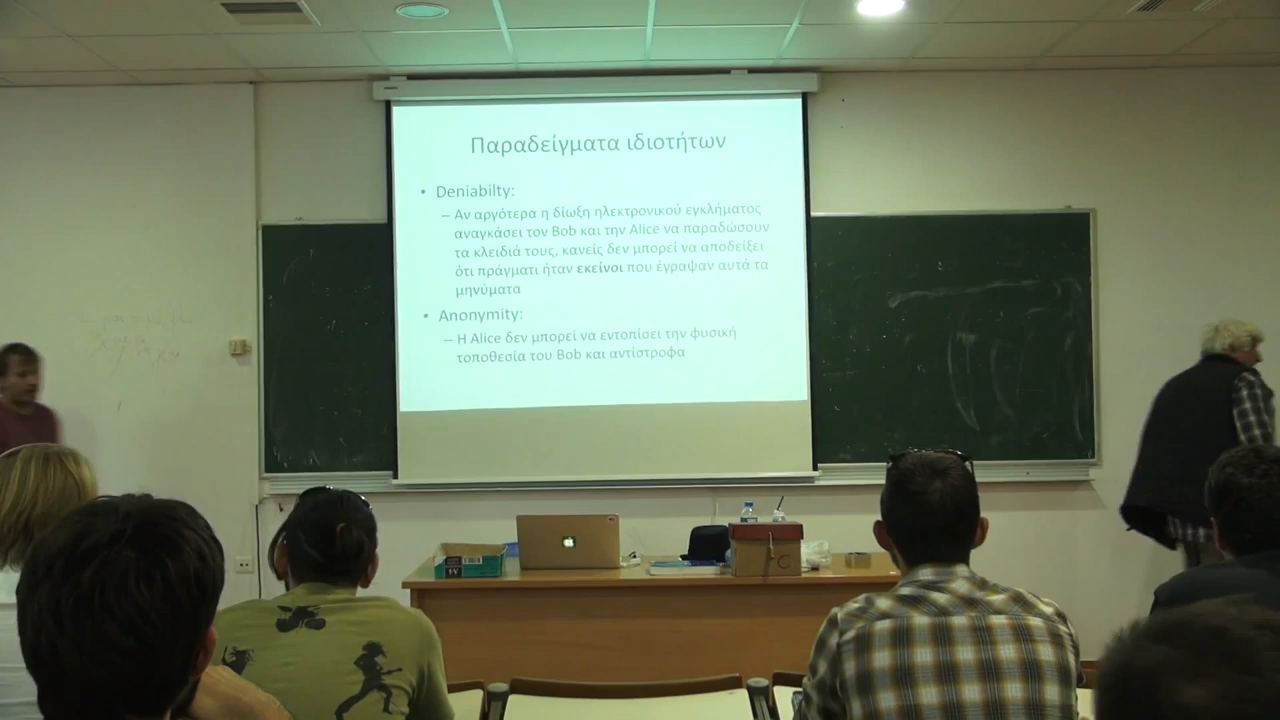 Παραδείγματα ιδιοτήτων
• Deniabilty:
– Αν αργότερα η δίωξη ηλεκτρονικού εγκλήματος
αναγκάσει τον Bob και την Alice να παραδώσουν
τα κλειδιά τους, κανείς δεν μπορεί να αποδείξει
ότι πράγματι ήταν εκείνοι που έγραψαν αυτά τα
μηνύματα
• Anonymity:
– Η Alice δεν μπορεί να εντοπίσει την φυσική
τοποθεσία του Bob και αντίστροφα